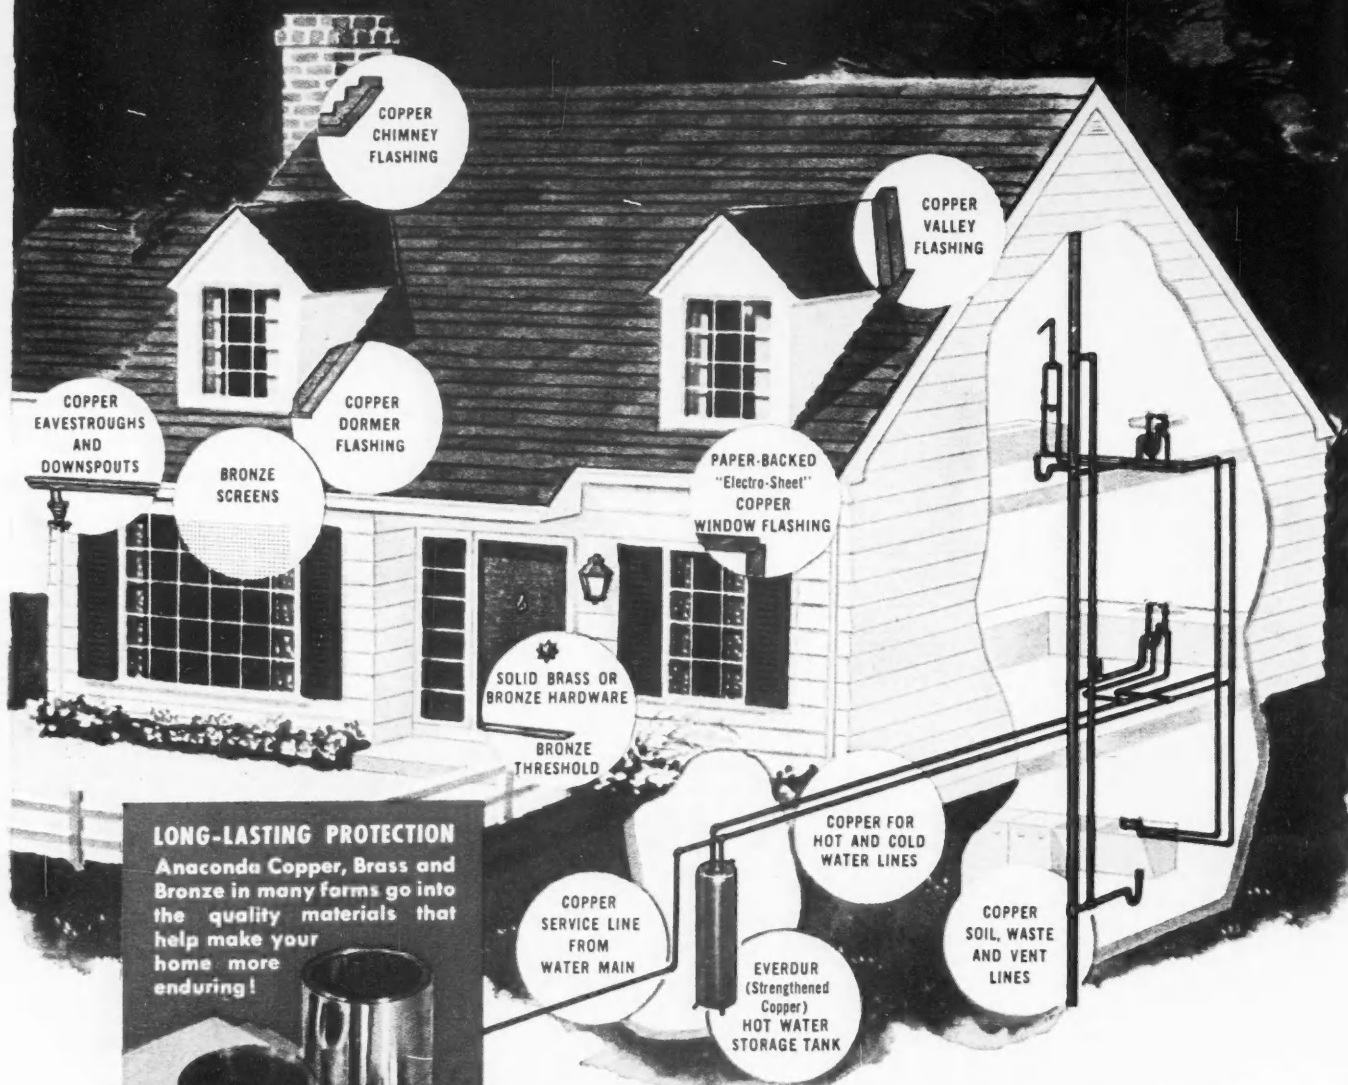 COPPER
CHIMNEY
FLASHING
COPPER
VALLEY
FLASHING
COPPER
EAVESTROUGHS
AND
DOWNSPOUTS
COPPER
DORMER
FLASHING
BRONZE
SCREENS
PAPER-BACKED
"Electro-Sheet"
COPPER
WINDOW FLASHING
SOLID BRASS OR
BRONZE HARDWARE
BRONZE
THRESHOLD
LONG-LASTING PROTECTION
Anaconda Copper, Brass and
Bronze in many forms go into
the quality materials that
help make your
home more
enduring!
COPPER FOR
HOT AND COLD
WATER LINES
COPPER
SERVICE LINE
FROM
WATER MAIN
EVERDUR
(Strengthened
Copper)
HOT WATER
STORAGE TANK
COPPER
SOIL, WASTE
AND VENT
LINES